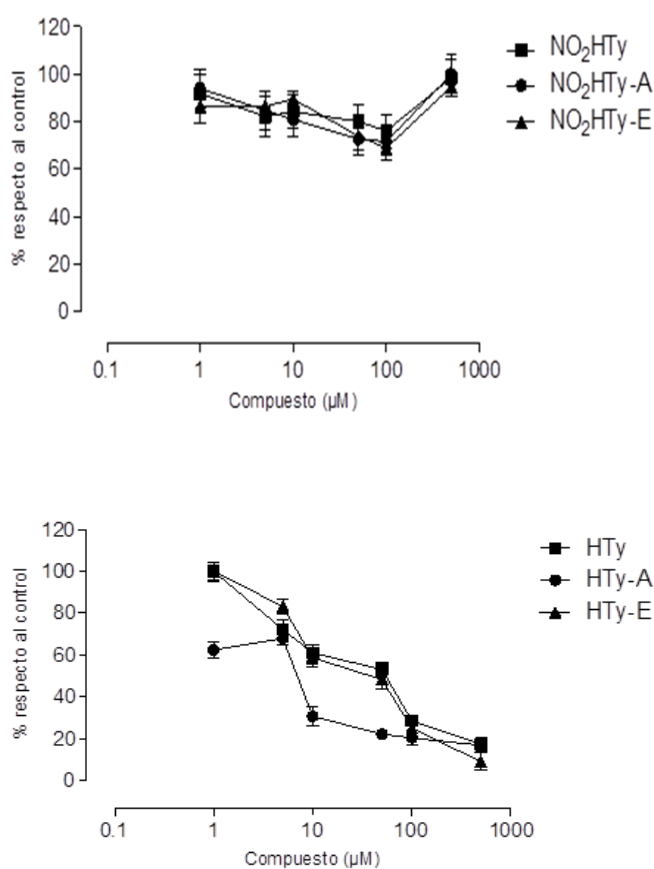 120
100
80
60
40
20
0
% respecto al control
0.1 1 10 100 1000
Compuesto (µM)
NO₂HTy
NO₂HTy-A
NO₂HTy-E
120
100
80
60
40
20
0
% respecto al control
0.1 1 10 100 1000
Compuesto (µM)
HTy
HTy-A
HTy-E